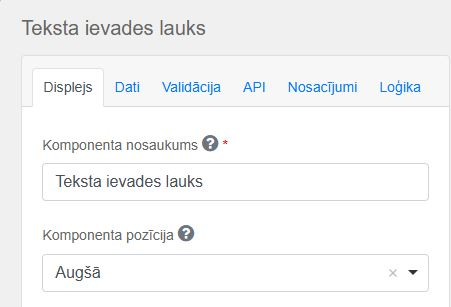 Teksta ievades lauks
Displejs Dati Validācija API Nosacījumi Loģika
Komponenta nosaukums ? *
Teksta ievades lauks
Komponenta pozīcija ?
Augšā ×